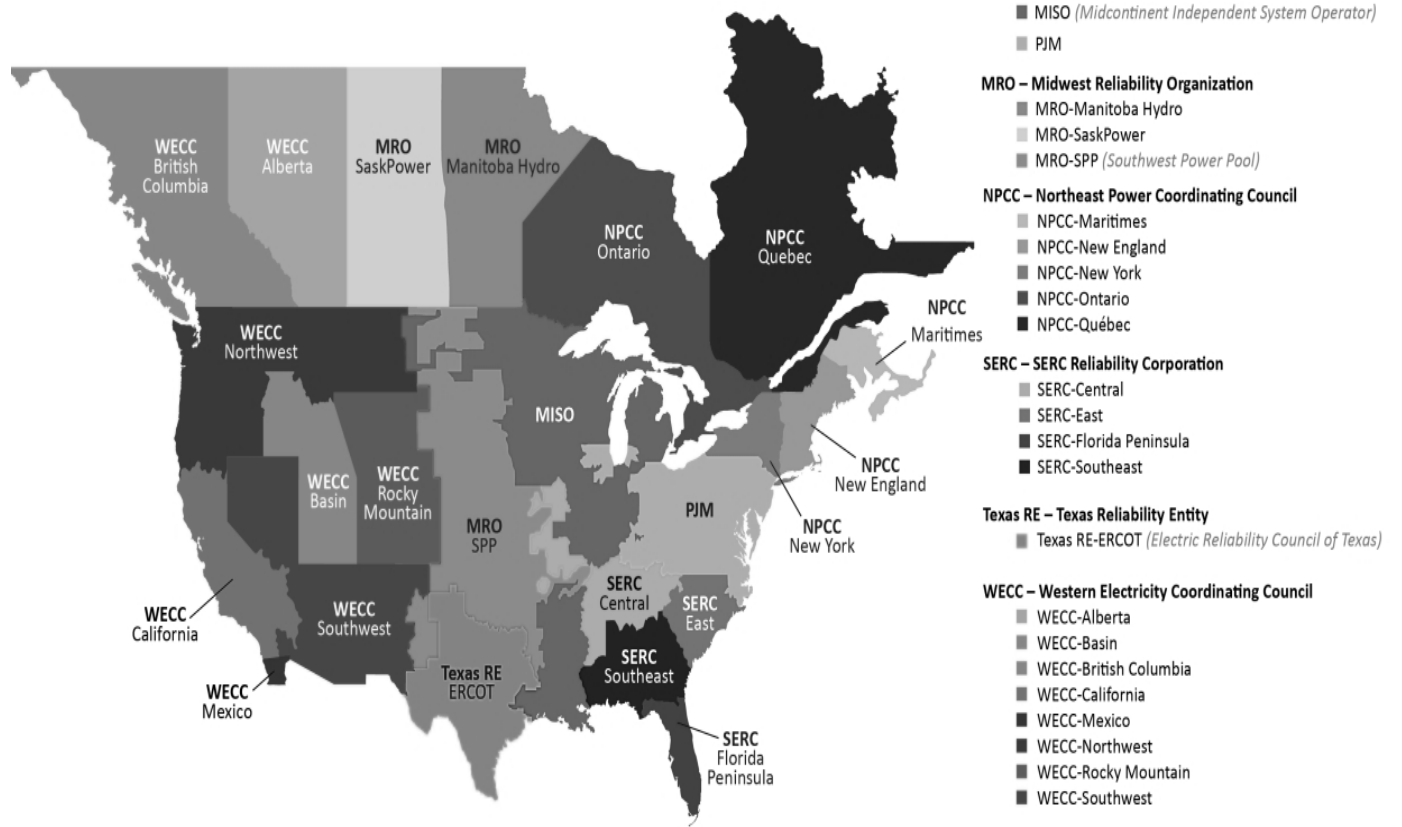 WECC
British
Columbia
WECC
Alberta
MRO
SaskPower
MRO
Manitoba Hydro
NPCC
Ontario
NPCC
Quebec
NPCC
Maritimes
WECC
Northwest
MISO
WECC
Basin
WECC
Rocky
Mountain
MRO
SPP
PJM
NPCC
New England
NPCC
New York
WECC
California
WECC
Southwest
SERC
Central
SERC
East
WECC
Mexico
Texas RE
ERCOT
SERC
Southeast
SERC
Florida
Peninsula
MISO (Midcontinent Independent System Operator)
PJM
MRO – Midwest Reliability Organization
MRO-Manitoba Hydro
MRO-SaskPower
MRO-SPP (Southwest Power Pool)
NPCC – Northeast Power Coordinating Council
NPCC-Maritimes
NPCC-New England
NPCC-New York
NPCC-Ontario
NPCC-Québec
SERC – SERC Reliability Corporation
SERC-Central
SERC-East
SERC-Florida Peninsula
SERC-Southeast
Texas RE – Texas Reliability Entity
Texas RE-ERCOT (Electric Reliability Council of Texas)
WECC – Western Electricity Coordinating Council
WECC-Alberta
WECC-Basin
WECC-British Columbia
WECC-California
WECC-Mexico
WECC-Northwest
WECC-Rocky Mountain
WECC-Southwest